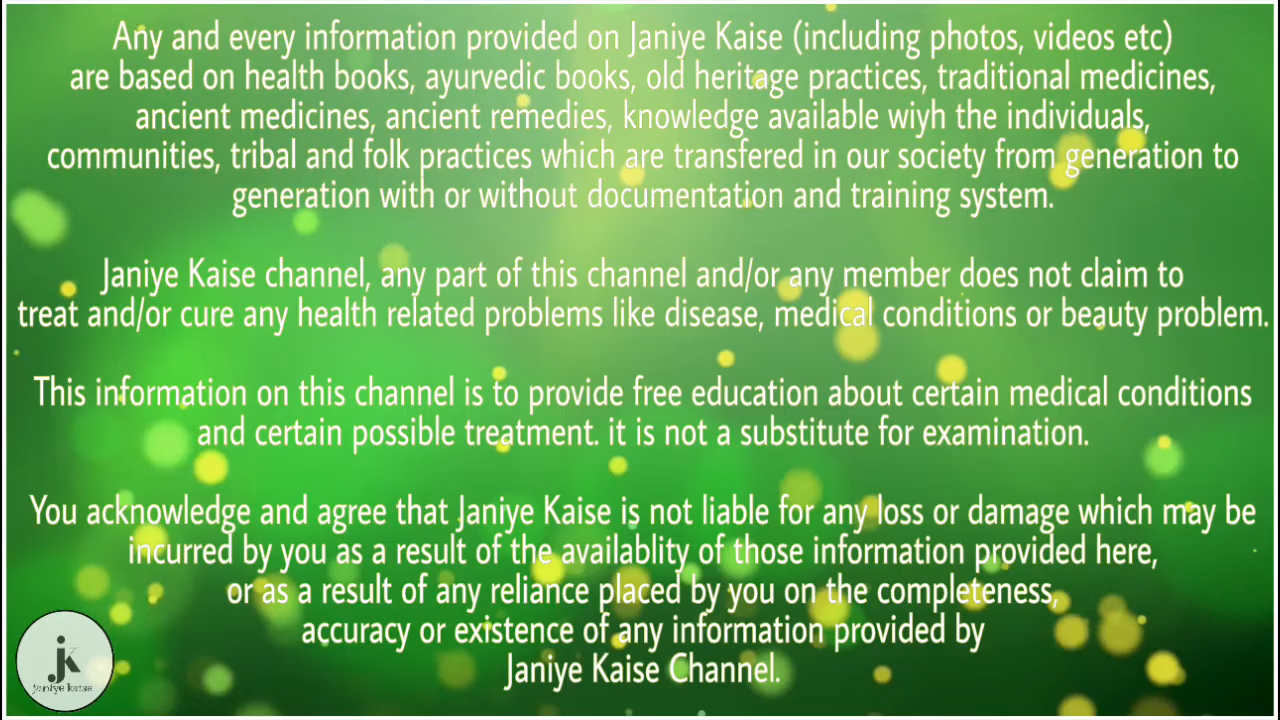 Any and every information provided on Janiye Kaise (including photos, videos etc)
are based on health books, ayurvedic books, old heritage practices, traditional medicines,
ancient medicines, ancient remedies, knowledge available wiyh the individuals,
communities, tribal and folk practices which are transfered in our society from generation to
generation with or without documentation and training system.
Janiye Kaise channel, any part of this channel and/or any member does not claim to
treat and/or cure any health related problems like disease, medical conditions or beauty problem.
This information on this channel is to provide free education about certain medical conditions
and certain possible treatment. it is not a substitute for examination.
You acknowledge and agree that Janiye Kaise is not liable for any loss or damage which may be
incurred by you as a result of the availablity of those information provided here,
or as a result of any reliance placed by you on the completeness,
accuracy or existence of any information provided by
Janiye Kaise Channel.
jk
janiye kaise